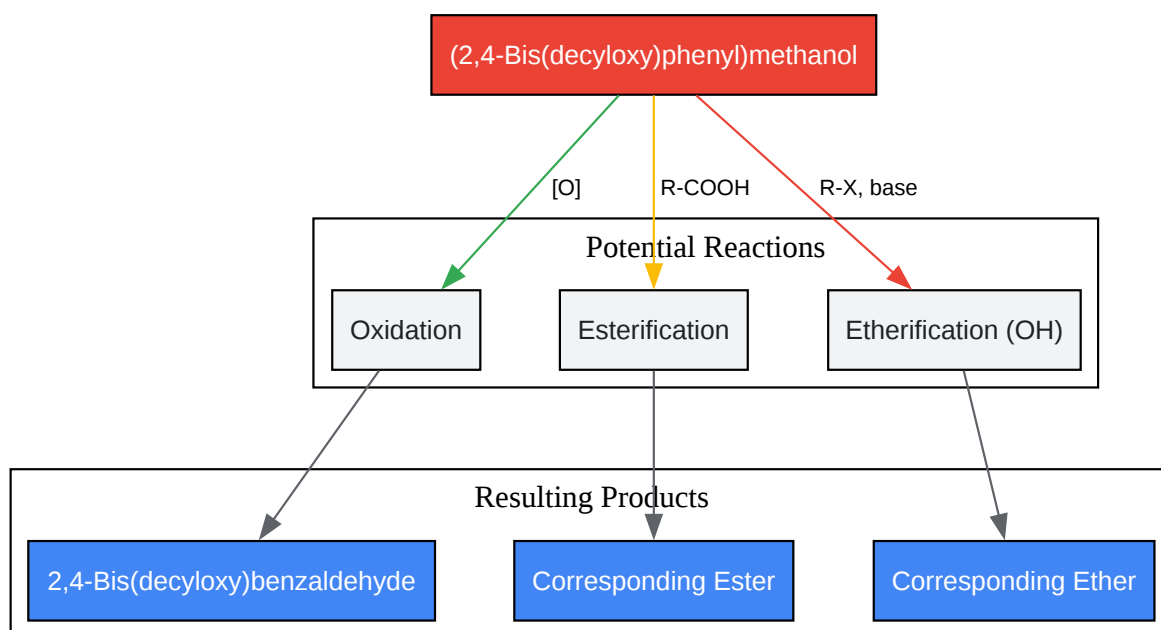 (2,4-Bis(decyloxy)phenyl)methanol
[O]
R-COOH
R-X, base
Potential Reactions
Oxidation
Esterification
Etherification (OH)
Resulting Products
2,4-Bis(decyloxy)benzaldehyde
Corresponding Ester
Corresponding Ether